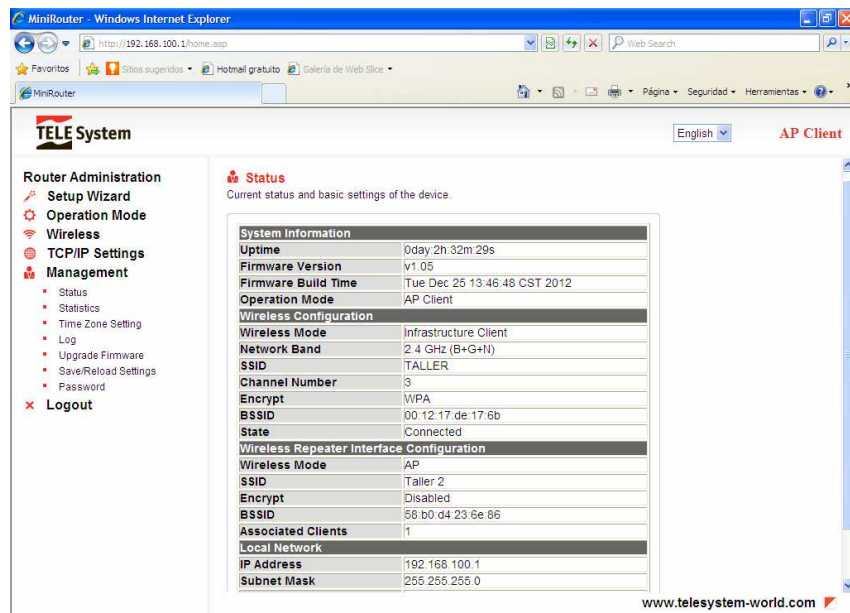 MiniRouter - Windows Internet Explorer
http://192.168.100.1/home.asp
Web Search
Favoritos Sitios sugeridos Hotmail gratuito Galería de Web Slice
MiniRouter Página Seguridad Herramientas
TELE System English AP Client
Router Administration
Setup Wizard
Operation Mode
Wireless
TCP/IP Settings
Management
Status
Statistics
Time Zone Setting
Log
Upgrade Firmware
Save/Reload Settings
Password
Logout
Status
Current status and basic settings of the device.
System Information
Uptime 0day:2h:32m:29s
Firmware Version v1.05
Firmware Build Time Tue Dec 25 13:46:48 CST 2012
Operation Mode AP Client
Wireless Configuration
Wireless Mode Infrastructure Client
Network Band 2.4 GHz (B+G+N)
SSID TALLER
Channel Number 3
Encrypt WPA
BSSID 00:12:17:de:17:6b
State Connected
Wireless Repeater Interface Configuration
Wireless Mode AP
SSID Taller 2
Encrypt Disabled
BSSID 58:b0:d4:23:6e:86
Associated Clients 1
Local Network
IP Address 192.168.100.1
Subnet Mask 255.255.255.0
www.telesystem-world.com